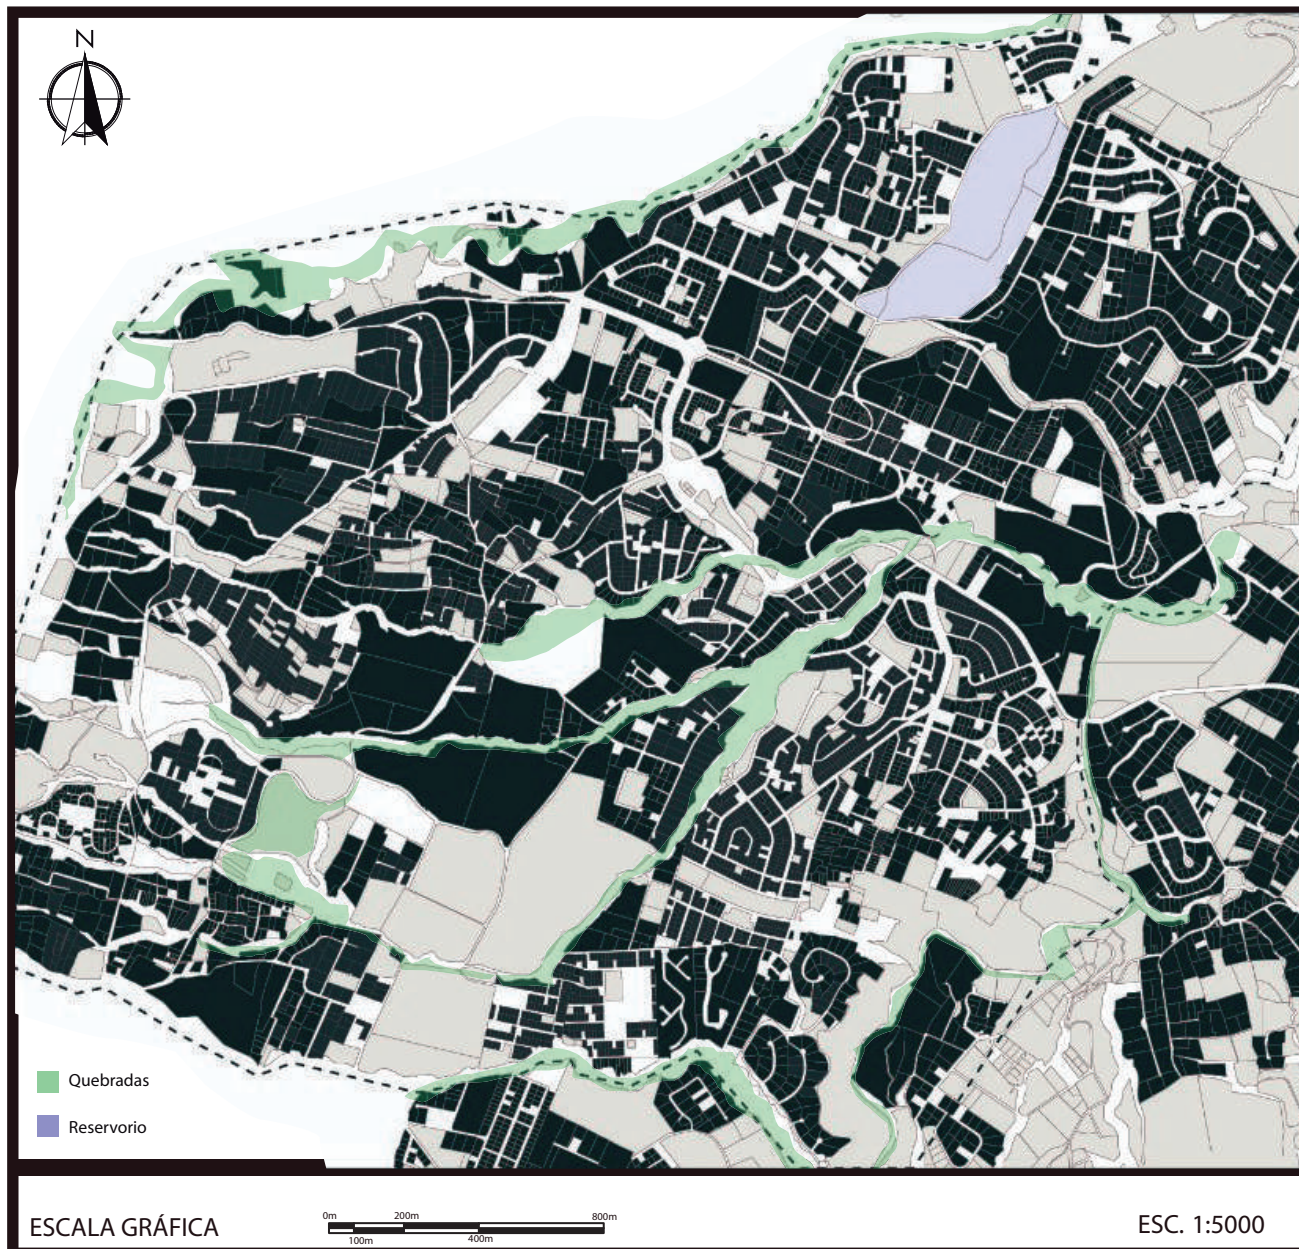 N
Quebradas
Reservorio
ESCALA GRÁFICA
0m 200m 800m
100m 400m
ESC. 1:5000